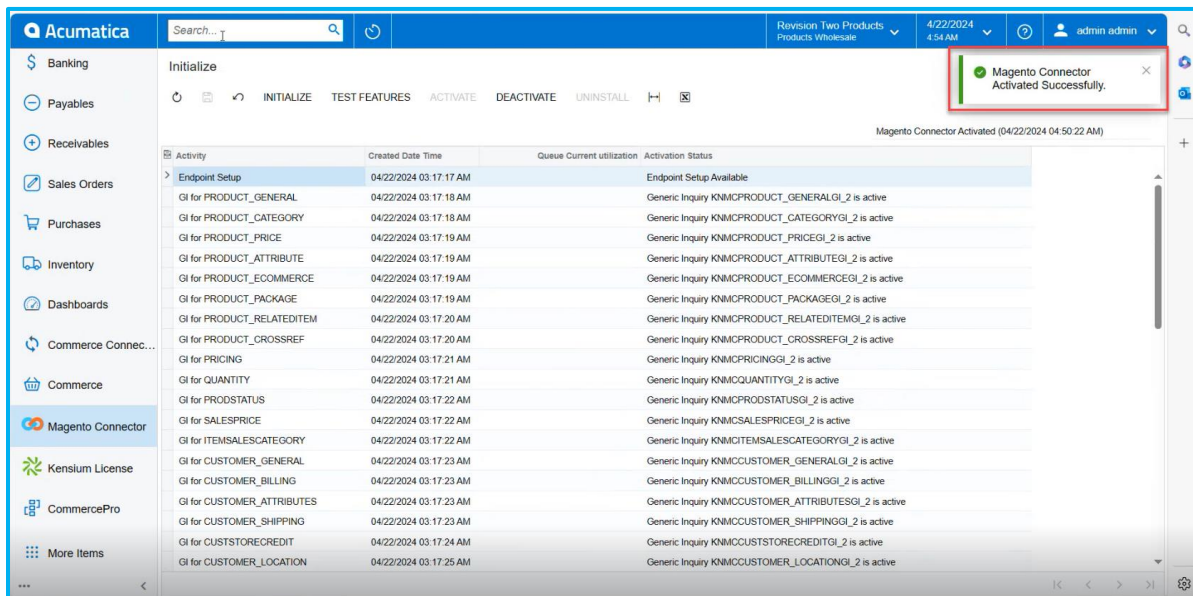 Acumatica
Search...
Revision Two Products
Products Wholesale
4/22/2024
4:54 AM
admin admin
Banking
Payables
Receivables
Sales Orders
Purchases
Inventory
Dashboards
Commerce Connec...
Commerce
Magento Connector
Kensium License
CommercePro
More Items
Initialize
INITIALIZE TEST FEATURES ACTIVATE DEACTIVATE UNINSTALL
Magento Connector
Activated Successfully.
Magento Connector Activated (04/22/2024 04:50:22 AM)
Activity Created Date Time Queue Current utilization Activation Status
Endpoint Setup 04/22/2024 03:17:17 AM Endpoint Setup Available
GI for PRODUCT_GENERAL 04/22/2024 03:17:18 AM Generic Inquiry KNMCPRODUCT_GENERALGI_2 is active
GI for PRODUCT_CATEGORY 04/22/2024 03:17:18 AM Generic Inquiry KNMCPRODUCT_CATEGORYGI_2 is active
GI for PRODUCT_PRICE 04/22/2024 03:17:19 AM Generic Inquiry KNMCPRODUCT_PRICEGI_2 is active
GI for PRODUCT_ATTRIBUTE 04/22/2024 03:17:19 AM Generic Inquiry KNMCPRODUCT_ATTRIBUTEGI_2 is active
GI for PRODUCT_ECOMMERCE 04/22/2024 03:17:19 AM Generic Inquiry KNMCPRODUCT_ECOMMERCEGI_2 is active
GI for PRODUCT_PACKAGE 04/22/2024 03:17:19 AM Generic Inquiry KNMCPRODUCT_PACKAGEGI_2 is active
GI for PRODUCT_RELATEDITEM 04/22/2024 03:17:20 AM Generic Inquiry KNMCPRODUCT_RELATEDITEMGI_2 is active
GI for PRODUCT_CROSSREF 04/22/2024 03:17:20 AM Generic Inquiry KNMCPRODUCT_CROSSREFGI_2 is active
GI for PRICING 04/22/2024 03:17:21 AM Generic Inquiry KNMCPRICINGGI_2 is active
GI for QUANTITY 04/22/2024 03:17:21 AM Generic Inquiry KNMCQUANTITYGI_2 is active
GI for PRODSTATUS 04/22/2024 03:17:22 AM Generic Inquiry KNMCPRODSTATUSGI_2 is active
GI for SALESPRICE 04/22/2024 03:17:22 AM Generic Inquiry KNMCSALESPRICEGI_2 is active
GI for ITEMSALESCATEGORY 04/22/2024 03:17:22 AM Generic Inquiry KNMCITEMSALESCATEGORYGI_2 is active
GI for CUSTOMER_GENERAL 04/22/2024 03:17:23 AM Generic Inquiry KNMCCUSTOMER_GENERALGI_2 is active
GI for CUSTOMER_BILLING 04/22/2024 03:17:23 AM Generic Inquiry KNMCCUSTOMER_BILLINGGI_2 is active
GI for CUSTOMER_ATTRIBUTES 04/22/2024 03:17:23 AM Generic Inquiry KNMCCUSTOMER_ATTRIBUTESGI_2 is active
GI for CUSTOMER_SHIPPING 04/22/2024 03:17:23 AM Generic Inquiry KNMCCUSTOMER_SHIPPINGGI_2 is active
GI for CUSTSTORECREDIT 04/22/2024 03:17:24 AM Generic Inquiry KNMCCUSTSTORECREDITGI_2 is active
GI for CUSTOMER_LOCATION 04/22/2024 03:17:25 AM Generic Inquiry KNMCCUSTOMER_LOCATIONGI_2 is active